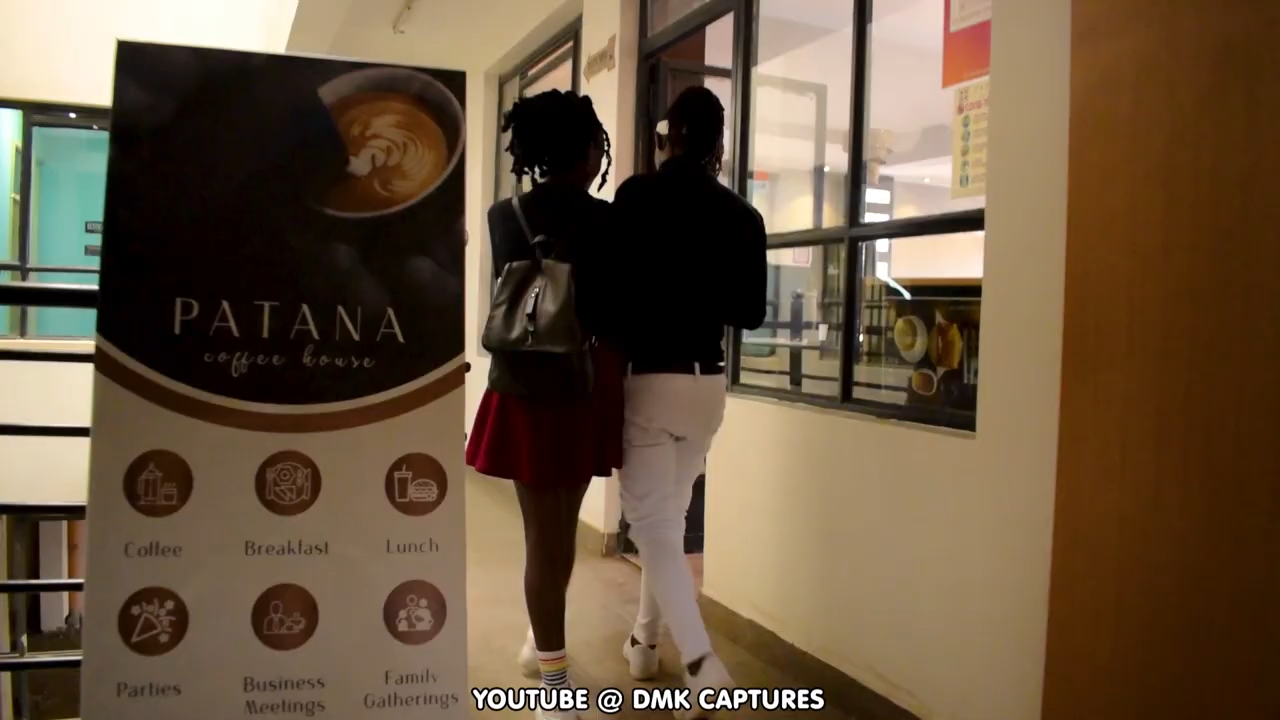 PATANA
coffee house
Coffee
Breakfast
Lunch
Parties
Business
Meetings
Family
Gatherings
YOUTUBE @ DMK CAPTURES